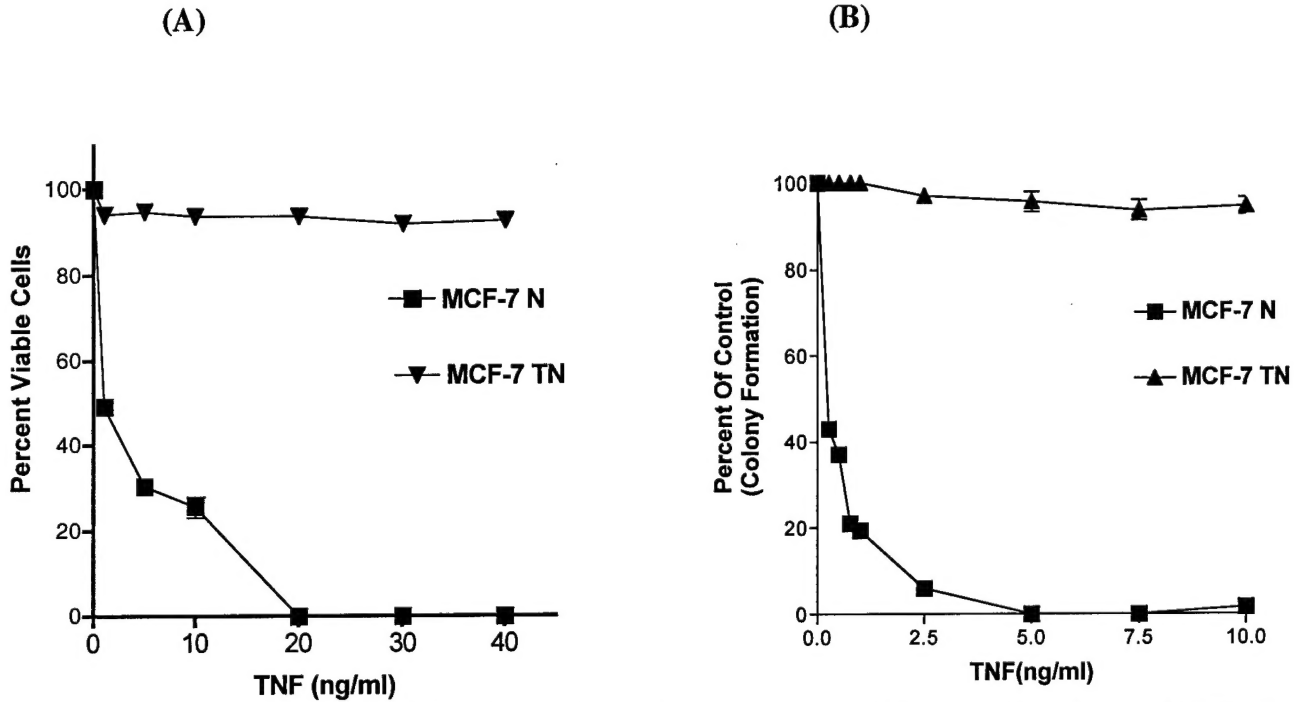 (A)
100
80
60
40
20
0
0 10 20 30 40
Percent Viable Cells
TNF (ng/ml)
MCF-7 N
MCF-7 TN
(B)
100
80
60
40
20
0
0.0 2.5 5.0 7.5 10.0
Percent Of Control
(Colony Formation)
TNF(ng/ml)
MCF-7 N
MCF-7 TN